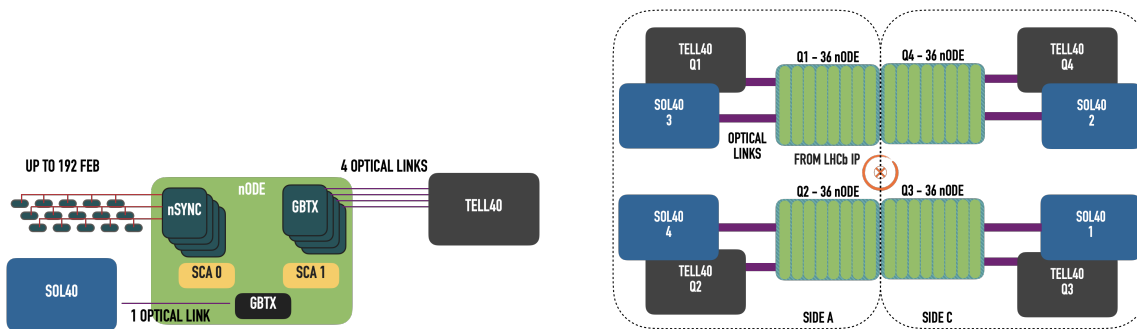 UP TO 192 FEB
nODE
4 OPTICAL LINKS
nSYNC
GBTX
TELL40
SCA 0
SCA 1
SOL40
GBTX
1 OPTICAL LINK
TELL40
Q1
Q1 - 36 nODE
Q4 - 36 nODE
TELL40
Q4
SOL40
3
SOL40
2
OPTICAL
LINKS
FROM LHCb IP
Q2 - 36 nODE
Q3 - 36 nODE
SOL40
4
SOL40
1
TELL40
Q2
TELL40
Q3
SIDE A
SIDE C